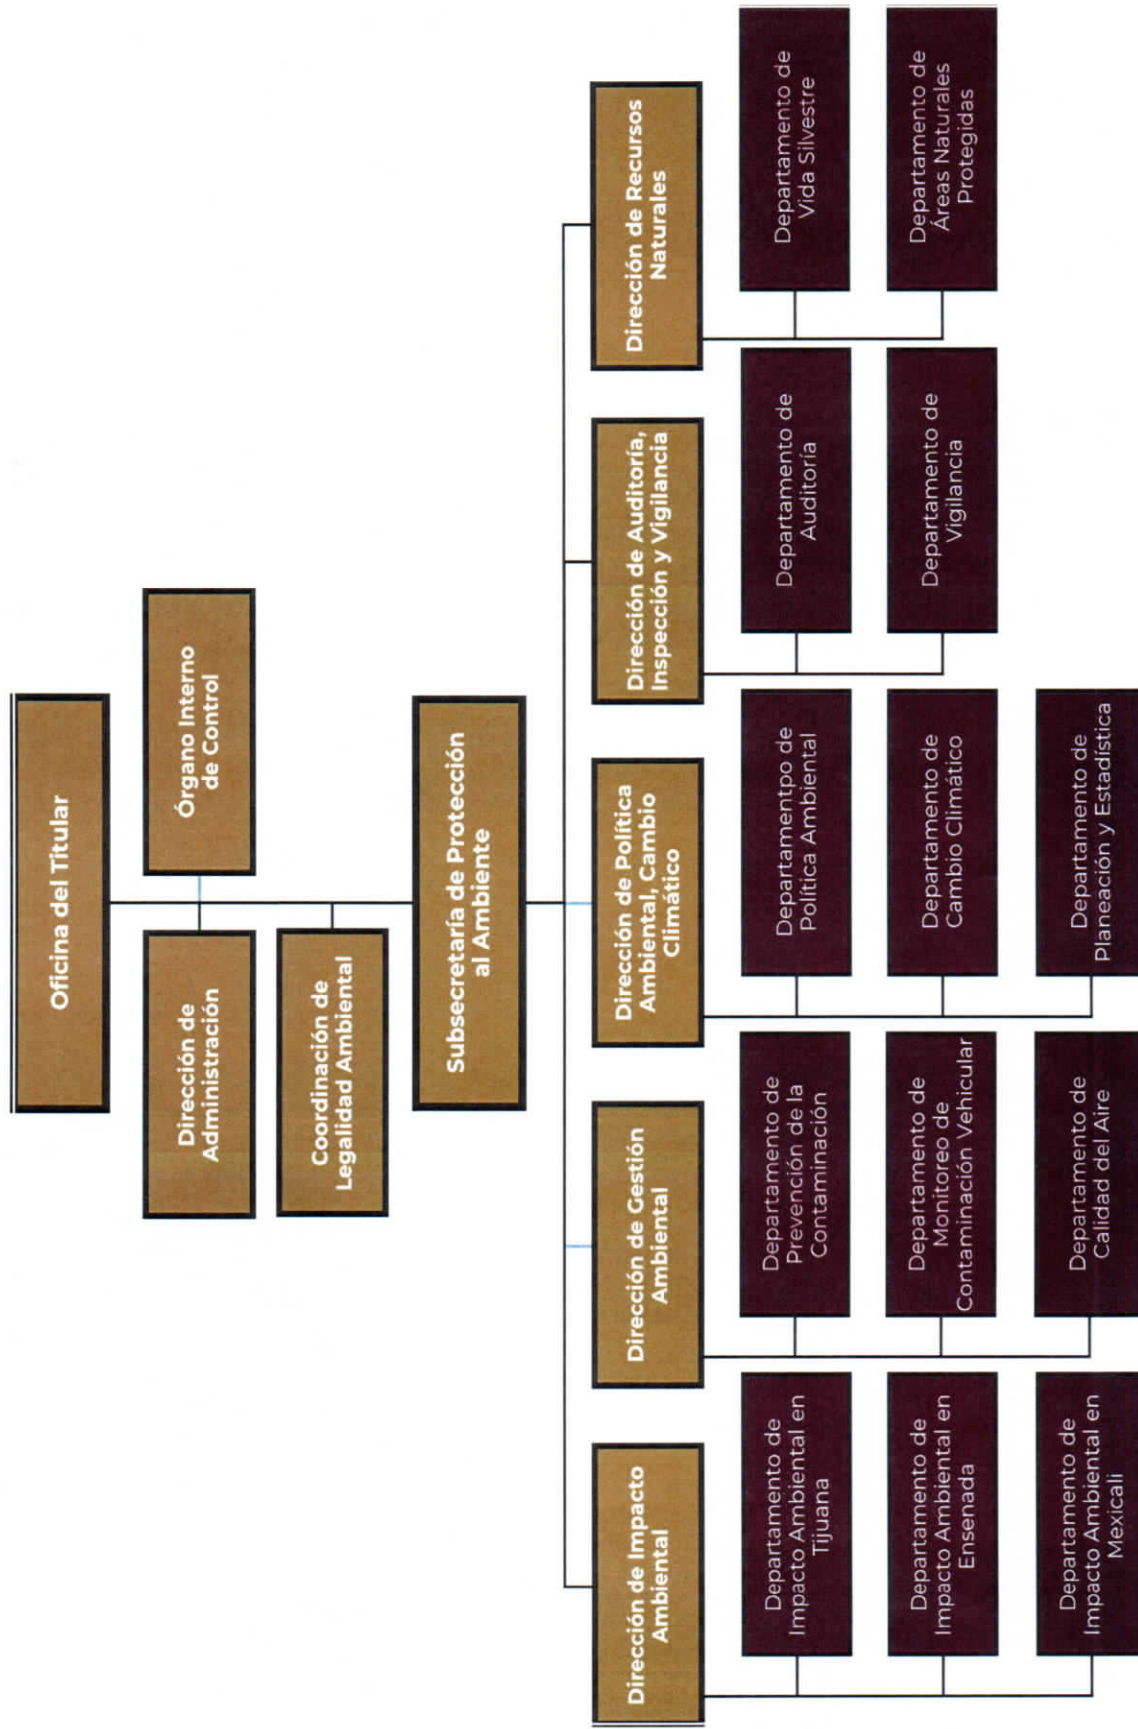 Oficina del Titular
Órgano Interno
de Control
Dirección de
Administración
Coordinación de
Legalidad Ambiental
Subsecretaría de Protección
al Ambiente
Dirección de Impacto
Ambiental
Dirección de Gestión
Ambiental
Dirección de Política
Ambiental, Cambio
Climático
Dirección de Auditoría,
Inspección y Vigilancia
Dirección de Recursos
Naturales
Departamento de
Impacto Ambiental en
Tijuana
Departamento de
Impacto Ambiental en
Ensenada
Departamento de
Impacto Ambiental en
Mexicali
Departamento de
Prevención de la
Contaminación
Departamento de
Monitoreo de
Contaminación Vehicular
Departamento de
Calidad del Aire
Departamentpo de
Política Ambiental
Departamento de
Cambio Climático
Departamento de
Planeación y Estadística
Departamento de
Auditoría
Departamento de
Vigilancia
Departamento de
Vida Silvestre
Departamento de
Áreas Naturales
Protegidas